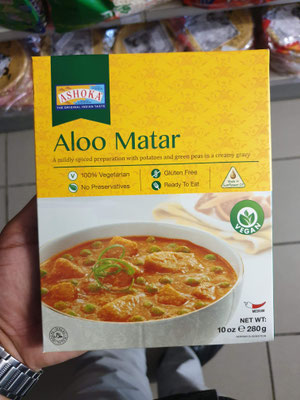 ASHOKA
THE ORIGINAL INDIAN TASTE
Aloo Matar
A mildly spiced preparation with potatoes and green peas in a creamy gravy
100% Vegetarian
Gluten Free
No Preservatives
Ready To Eat
VEGAN
MEDIUM
NET WT:
10 oz ℮ 280g